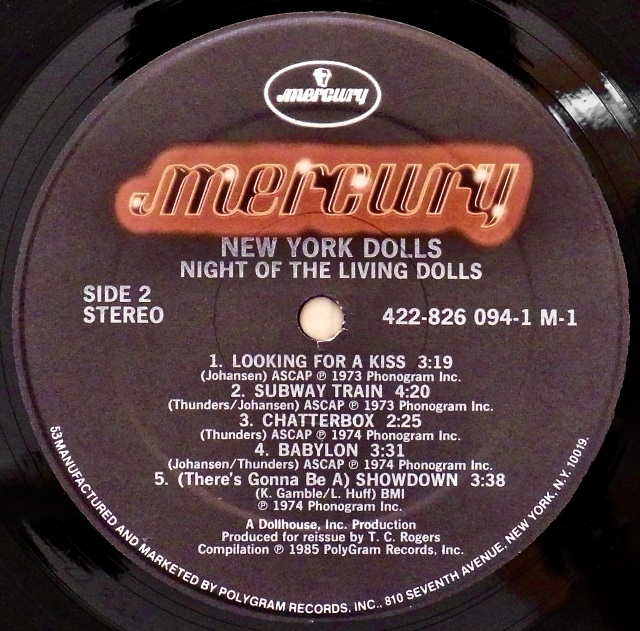 mercury
mercury
NEW YORK DOLLS
NIGHT OF THE LIVING DOLLS
SIDE 2
STEREO
422-826 094-1 M-1
1. LOOKING FOR A KISS 3:19
(Johansen) ASCAP ℗ 1973 Phonogram Inc.
2. SUBWAY TRAIN 4:20
(Thunders/Johansen) ASCAP ℗ 1973 Phonogram Inc.
3. CHATTERBOX 2:25
(Thunders) ASCAP ℗ 1974 Phonogram Inc.
4. BABYLON 3:31
(Johansen/Thunders) ASCAP ℗ 1974 Phonogram Inc.
5. (There's Gonna Be A) SHOWDOWN 3:38
(K. Gamble/L. Huff) BMI
℗ 1974 Phonogram Inc.
A Dollhouse, Inc. Production
Produced for reissue by T. C. Rogers
Compilation ℗ 1985 PolyGram Records, Inc.
53 MANUFACTURED AND MARKETED BY POLYGRAM RECORDS, INC., 810 SEVENTH AVENUE, NEW YORK, N.Y. 10019.